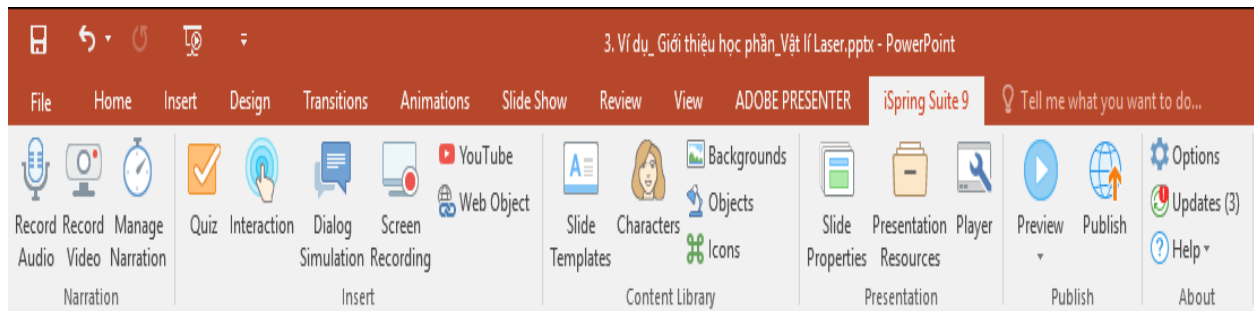 3. Ví dụ_ Giới thiệu học phần_Vật lí Laser.pptx - PowerPoint
File Home Insert Design Transitions Animations Slide Show Review View ADOBE PRESENTER iSpring Suite 9 Tell me what you want to do...
Record Audio
Record Video
Manage Narration
Narration
Quiz
Interaction
Dialog Simulation
Screen Recording
YouTube
Web Object
Insert
Slide Templates
Characters
Backgrounds
Objects
Icons
Content Library
Slide Properties
Presentation Resources
Player
Presentation
Preview
Publish
Publish
Options
Updates (3)
Help
About